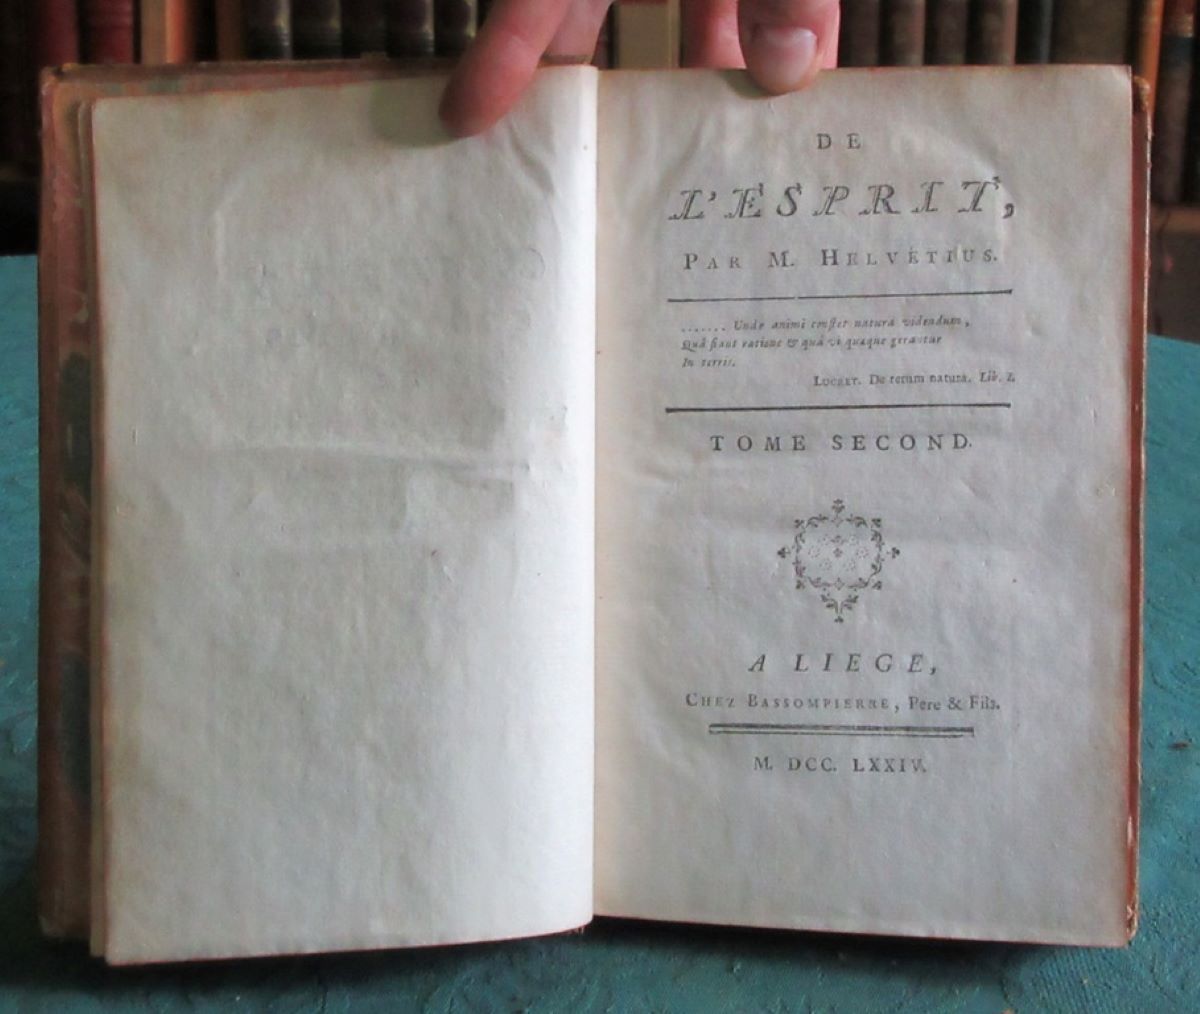 DE
L'ESPRIT,
PAR M. HELVÉTIUS.
....... Unde animi constet natura videndum,
Quâ fiant ratione & quâ vi quæque gerantur
In terris.
LUCRET. De rerum natura. Lib. I.
TOME SECOND.
A LIEGE,
CHEZ BASSOMPIERRE, Pere & Fils.
M. DCC. LXXIV.